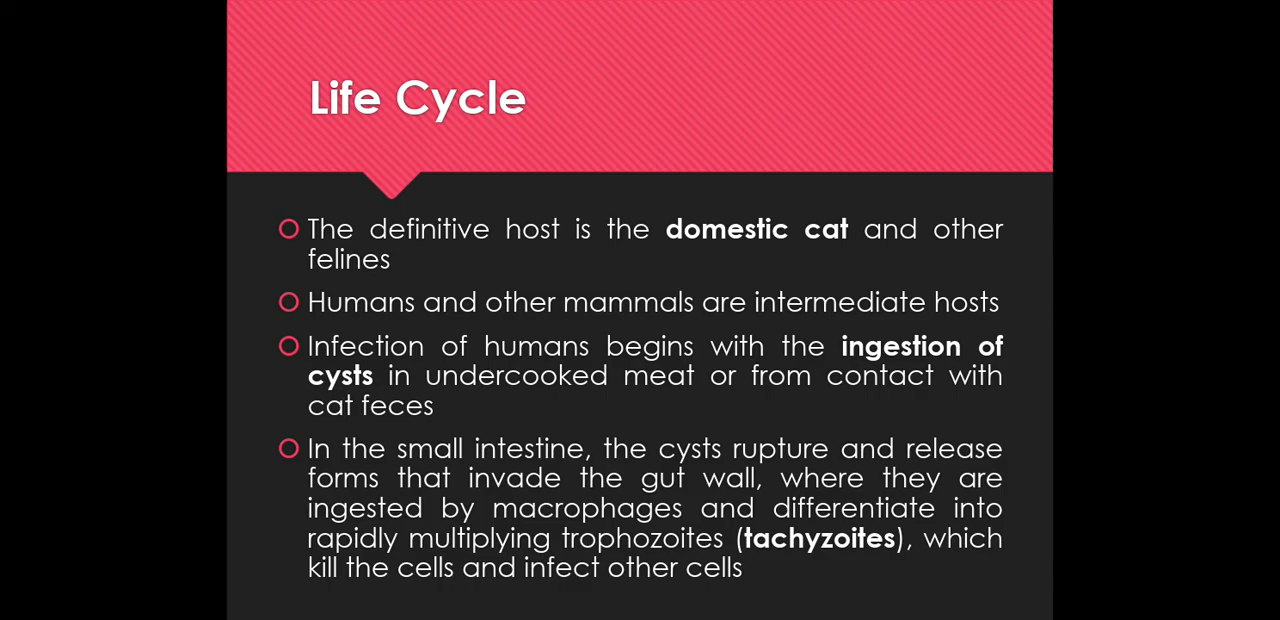 Life Cycle
The definitive host is the domestic cat and other
felines
Humans and other mammals are intermediate hosts
Infection of humans begins with the ingestion of
cysts in undercooked meat or from contact with
cat feces
In the small intestine, the cysts rupture and release
forms that invade the gut wall, where they are
ingested by macrophages and differentiate into
rapidly multiplying trophozoites (tachyzoites), which
kill the cells and infect other cells